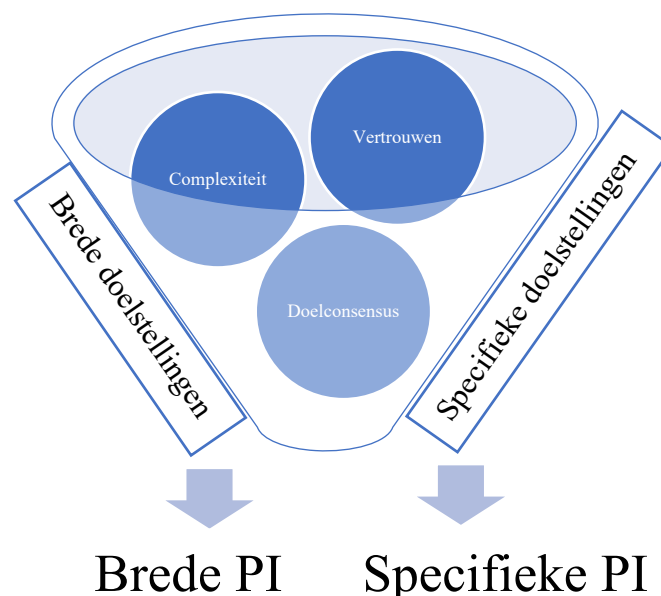 Vertrouwen
Complexiteit
Doelconsensus
Brede doelstellingen
Specifieke doelstellingen
Brede PI
Specifieke PI